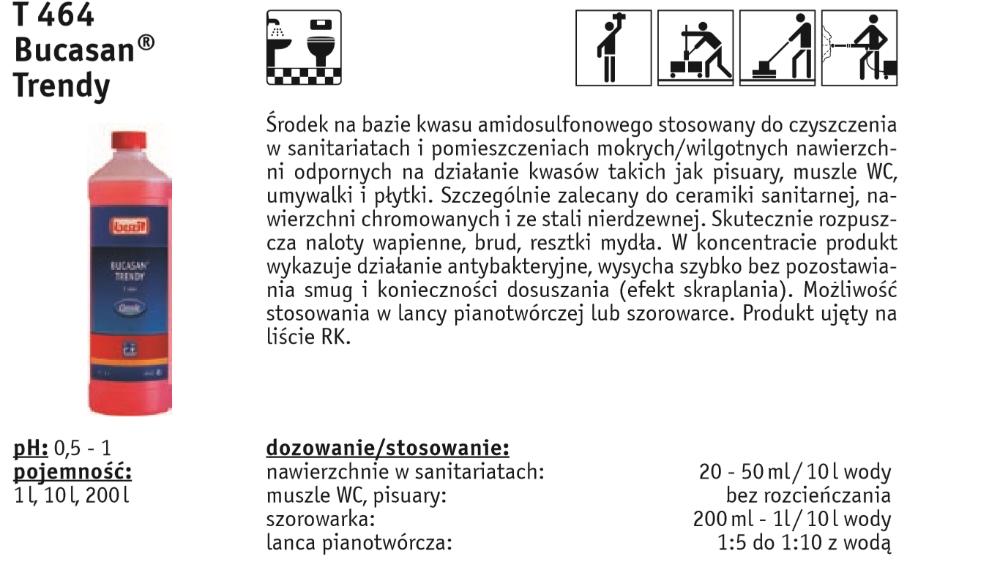 T 464
Bucasan®
Trendy
Środek na bazie kwasu amidosulfonowego stosowany do czyszczenia
w sanitariatach i pomieszczeniach mokrych/wilgotnych nawierzch-
ni odpornych na działanie kwasów takich jak pisuary, muszle WC,
umywalki i płytki. Szczególnie zalecany do ceramiki sanitarnej, na-
wierzchni chromowanych i ze stali nierdzewnej. Skutecznie rozpusz-
cza naloty wapienne, brud, resztki mydła. W koncentracie produkt
wykazuje działanie antybakteryjne, wysycha szybko bez pozostawia-
nia smug i konieczności dosuszania (efekt skraplania). Możliwość
stosowania w lancy pianotwórczej lub szorowarce. Produkt ujęty na
liście RK.
BUCASAN®
TRENDY
Classic
pH: 0,5 - 1
pojemność:
1 l, 10 l, 200 l
dozowanie/stosowanie:
nawierzchnie w sanitariatach: 20 - 50 ml / 10 l wody
muszle WC, pisuary: bez rozcieńczania
szorowarka: 200 ml - 1l / 10 l wody
lanca pianotwórcza: 1:5 do 1:10 z wodą